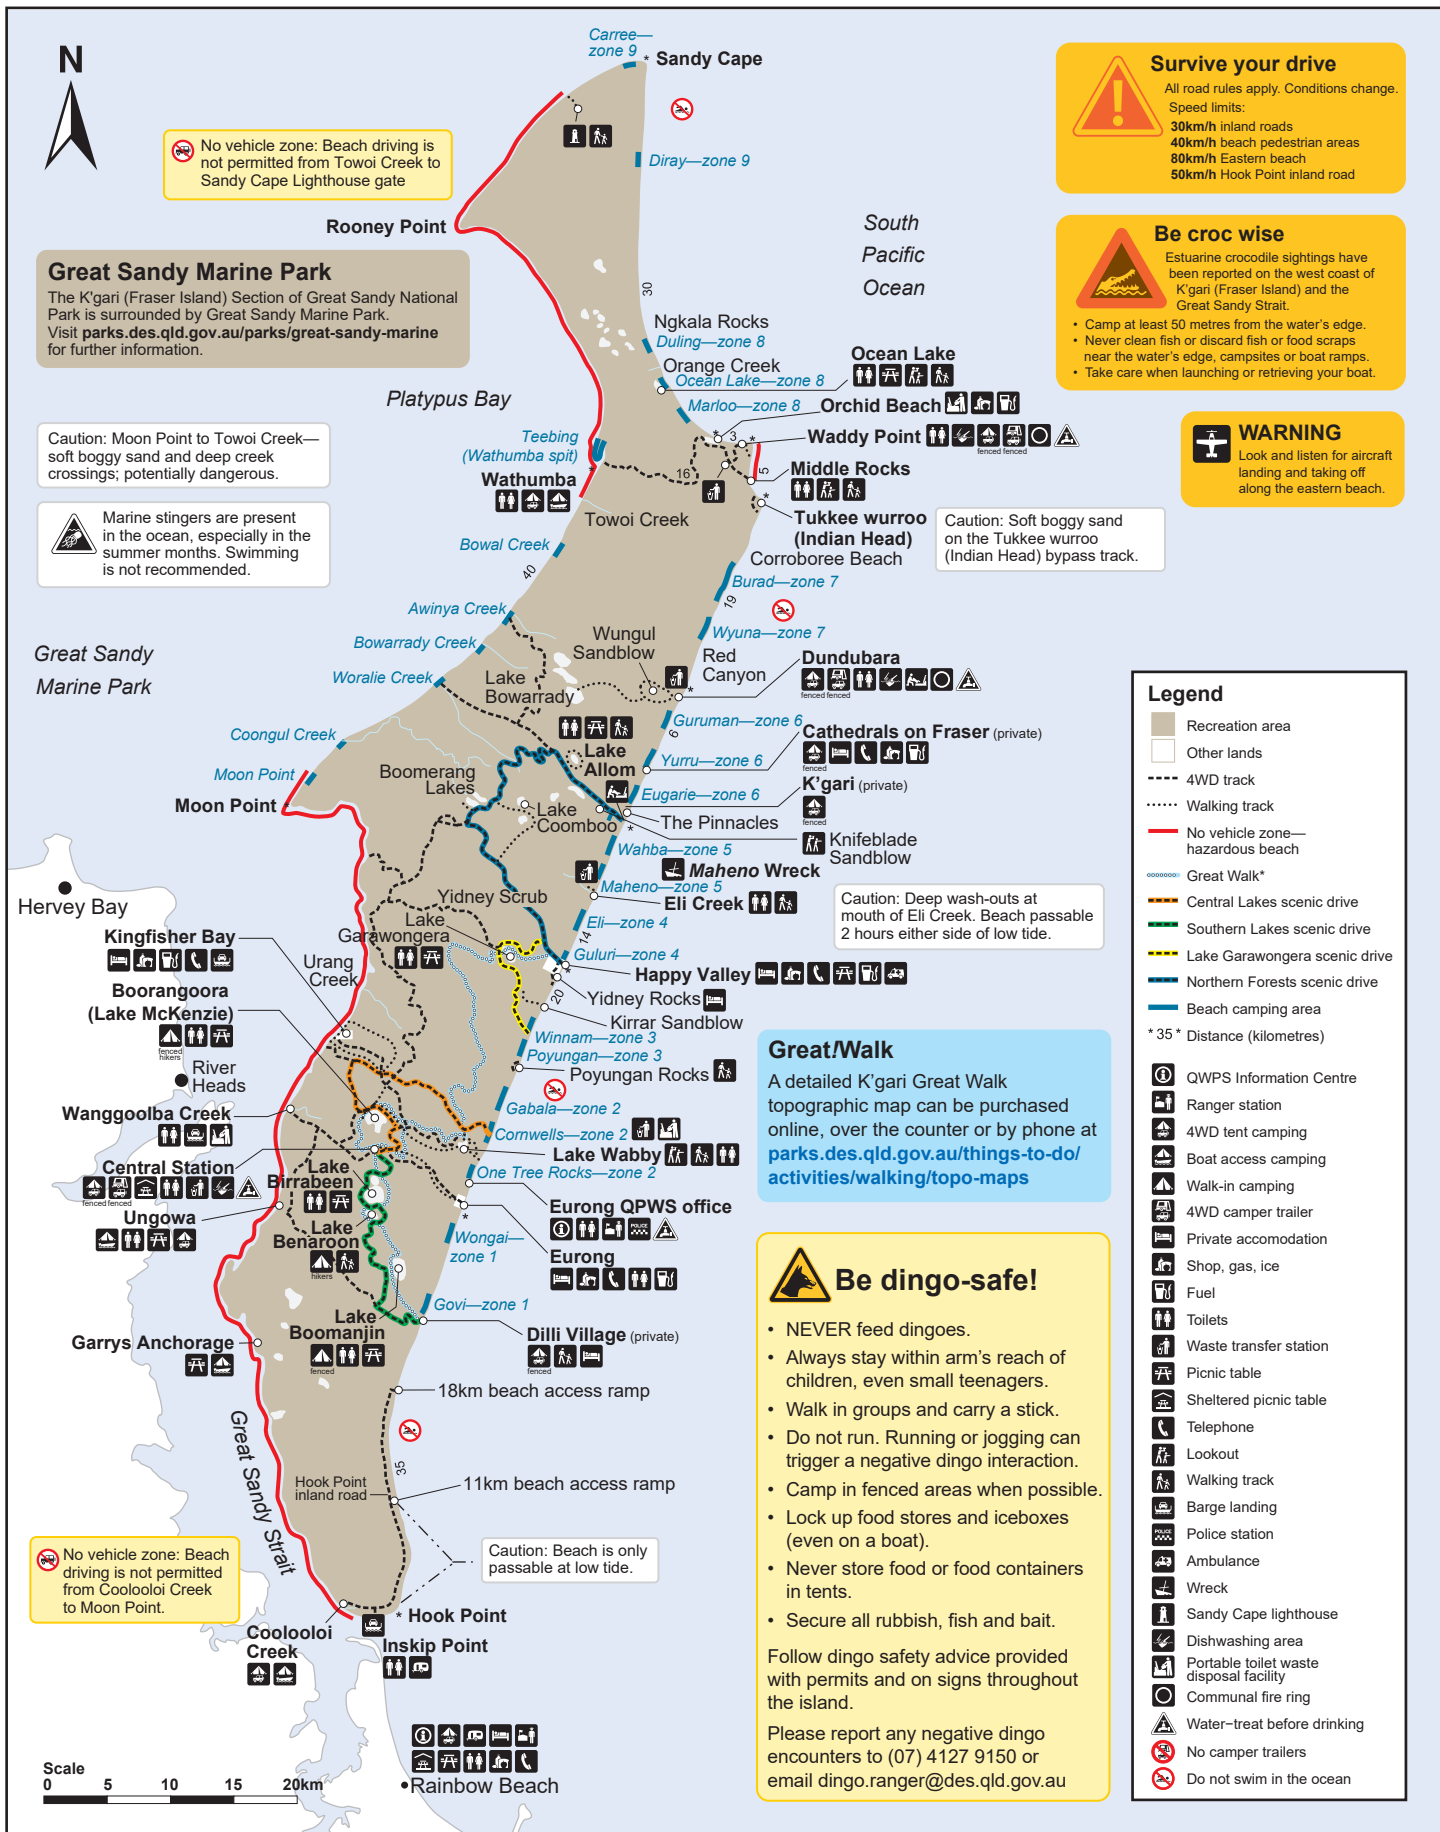 Carree—
zone 9
* Sandy Cape
N
No vehicle zone: Beach driving is
not permitted from Towoi Creek to
Sandy Cape Lighthouse gate
Diray—zone 9
Rooney Point
South
Pacific
Ocean
Survive your drive
All road rules apply. Conditions change.
Speed limits:
30km/h inland roads
40km/h beach pedestrian areas
80km/h Eastern beach
50km/h Hook Point inland road
Be croc wise
Estuarine crocodile sightings have
been reported on the west coast of
K'gari (Fraser Island) and the
Great Sandy Strait.
• Camp at least 50 metres from the water's edge.
• Never clean fish or discard fish or food scraps
near the water's edge, campsites or boat ramps.
• Take care when launching or retrieving your boat.
WARNING
Look and listen for aircraft
landing and taking off
along the eastern beach.
Great Sandy Marine Park
The K'gari (Fraser Island) Section of Great Sandy National
Park is surrounded by Great Sandy Marine Park.
Visit parks.des.qld.gov.au/parks/great-sandy-marine
for further information.
30
Ngkala Rocks
Duling—zone 8
Orange Creek
Ocean Lake—zone 8
Ocean Lake
Marloo—zone 8
Orchid Beach
* 3 *
Waddy Point
fenced fenced
Platypus Bay
Teebing
(Wathumba spit)
Wathumba
16
5
Middle Rocks
Towoi Creek
Tukkee wurroo
(Indian Head)
Caution: Soft boggy sand
on the Tukkee wurroo
(Indian Head) bypass track.
Corroboree Beach
Caution: Moon Point to Towoi Creek—
soft boggy sand and deep creek
crossings; potentially dangerous.
Marine stingers are present
in the ocean, especially in the
summer months. Swimming
is not recommended.
Bowal Creek
40
Burad—zone 7
19
Awinya Creek
Wyuna—zone 7
Bowarrady Creek
Wungul
Sandblow
Red
Canyon
Dundubara
fenced fenced
Great Sandy
Marine Park
Woralie Creek
Lake
Bowarrady
Guruman—zone 6
6
Cathedrals on Fraser (private)
fenced
Coongul Creek
Lake
Allom
Yurru—zone 6
Moon Point
Boomerang
Lakes
K'gari (private)
fenced
Moon Point *
Eugarie—zone 6
Lake
Coomboo
The Pinnacles
Knifeblade
Sandblow
Wahba—zone 5
Maheno Wreck
Maheno—zone 5
Eli Creek
Caution: Deep wash-outs at
mouth of Eli Creek. Beach passable
2 hours either side of low tide.
Hervey Bay
Yidney Scrub
Eli—zone 4
14
Lake
Garawongera
Guluri—zone 4
Kingfisher Bay
Urang
Creek
Happy Valley
Yidney Rocks
20
Kirrar Sandblow
Boorangoora
(Lake McKenzie)
fenced
hikers
Winnam—zone 3
Poyungan—zone 3
Poyungan Rocks
River
Heads
Wanggoolba Creek
Gabala—zone 2
Cornwells—zone 2
Lake Wabby
Central Station
fenced fenced
Lake
Birrabeen
One Tree Rocks—zone 2
Eurong QPWS office
POLICE
Ungowa
Lake
Benaroon
hikers
Wongai—
zone 1
Eurong
Govi—zone 1
Lake
Boomanjin
fenced
Dilli Village (private)
fenced
Garrys Anchorage
18km beach access ramp
Great Sandy Strait
35
Hook Point
inland road
11km beach access ramp
Caution: Beach is only
passable at low tide.
No vehicle zone: Beach
driving is not permitted
from Coolooloi Creek
to Moon Point.
* Hook Point
Coolooloi
Creek
Inskip Point
Rainbow Beach
Scale
0 5 10 15 20km
Great!Walk
A detailed K'gari Great Walk
topographic map can be purchased
online, over the counter or by phone at
parks.des.qld.gov.au/things-to-do/
activities/walking/topo-maps
Be dingo-safe!
• NEVER feed dingoes.
• Always stay within arm's reach of
children, even small teenagers.
• Walk in groups and carry a stick.
• Do not run. Running or jogging can
trigger a negative dingo interaction.
• Camp in fenced areas when possible.
• Lock up food stores and iceboxes
(even on a boat).
• Never store food or food containers
in tents.
• Secure all rubbish, fish and bait.
Follow dingo safety advice provided
with permits and on signs throughout
the island.
Please report any negative dingo
encounters to (07) 4127 9150 or
email dingo.ranger@des.qld.gov.au
Legend
Recreation area
Other lands
4WD track
Walking track
No vehicle zone—
hazardous beach
Great Walk*
Central Lakes scenic drive
Southern Lakes scenic drive
Lake Garawongera scenic drive
Northern Forests scenic drive
Beach camping area
* 35 * Distance (kilometres)
QWPS Information Centre
Ranger station
4WD tent camping
Boat access camping
Walk-in camping
4WD camper trailer
Private accomodation
Shop, gas, ice
Fuel
Toilets
Waste transfer station
Picnic table
Sheltered picnic table
Telephone
Lookout
Walking track
Barge landing
POLICE Police station
Ambulance
Wreck
Sandy Cape lighthouse
Dishwashing area
Portable toilet waste
disposal facility
Communal fire ring
Water–treat before drinking
No camper trailers
Do not swim in the ocean